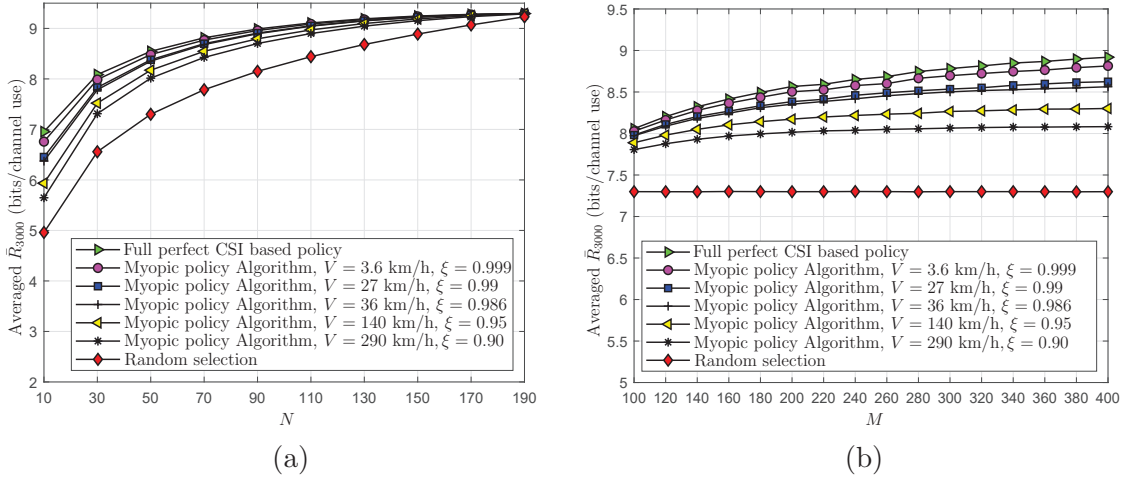 9
8
7
6
5
4
3
2
10 30 50 70 90 110 130 150 170 190
N
Averaged R̄₃₀₀₀ (bits/channel use)
Full perfect CSI based policy
Myopic policy Algorithm, V = 3.6 km/h, ξ = 0.999
Myopic policy Algorithm, V = 27 km/h, ξ = 0.99
Myopic policy Algorithm, V = 36 km/h, ξ = 0.986
Myopic policy Algorithm, V = 140 km/h, ξ = 0.95
Myopic policy Algorithm, V = 290 km/h, ξ = 0.90
Random selection
(a)
9
8.5
8
7.5
7
6.5
6
5.5
5
100 120 140 160 180 200 220 240 260 280 300 320 340 360 380 400
M
Averaged R̄₃₀₀₀ (bits/channel use)
Full perfect CSI based policy
Myopic policy Algorithm, V = 3.6 km/h, ξ = 0.999
Myopic policy Algorithm, V = 27 km/h, ξ = 0.99
Myopic policy Algorithm, V = 36 km/h, ξ = 0.986
Myopic policy Algorithm, V = 140 km/h, ξ = 0.95
Myopic policy Algorithm, V = 290 km/h, ξ = 0.90
Random selection
(b)